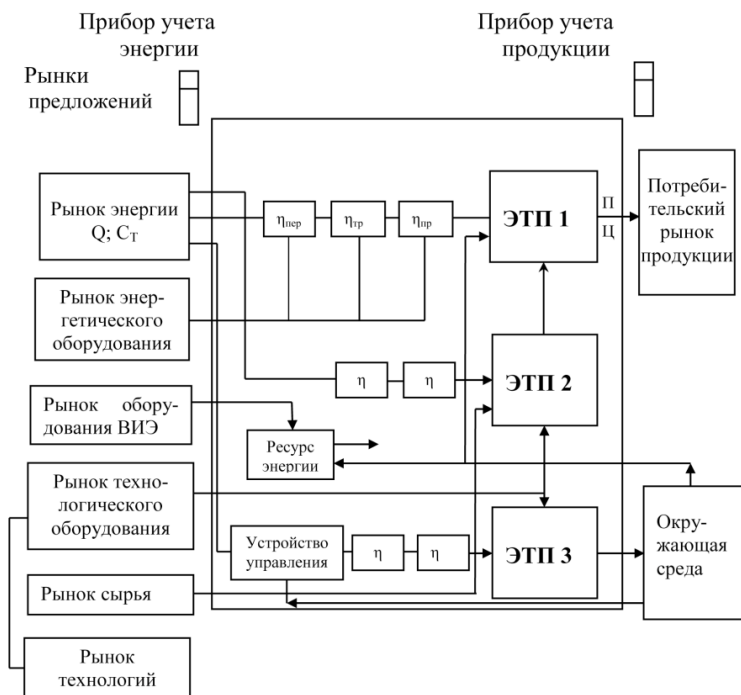 Прибор учета
энергии
Прибор учета
продукции
Рынки
предложений
Рынок энергии
Q; Cт
ηпер
ηтр
ηпр
ЭТП 1
П
Ц
Потреби-
тельский
рынок
продукции
Рынок энер-
гетического
оборудования
η
η
ЭТП 2
Рынок обору-
дования ВИЭ
Ресурс
энергии
Рынок техно-
логического
оборудования
Устройство
управления
η
η
ЭТП 3
Окру-
жающая
среда
Рынок сырья
Рынок
технологий